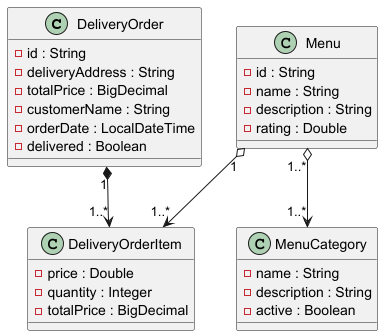 C DeliveryOrder
id : String
deliveryAddress : String
totalPrice : BigDecimal
customerName : String
orderDate : LocalDateTime
delivered : Boolean
C Menu
id : String
name : String
description : String
rating : Double
1
1..*
1
1..*
1..*
1..*
C DeliveryOrderItem
price : Double
quantity : Integer
totalPrice : BigDecimal
C MenuCategory
name : String
description : String
active : Boolean